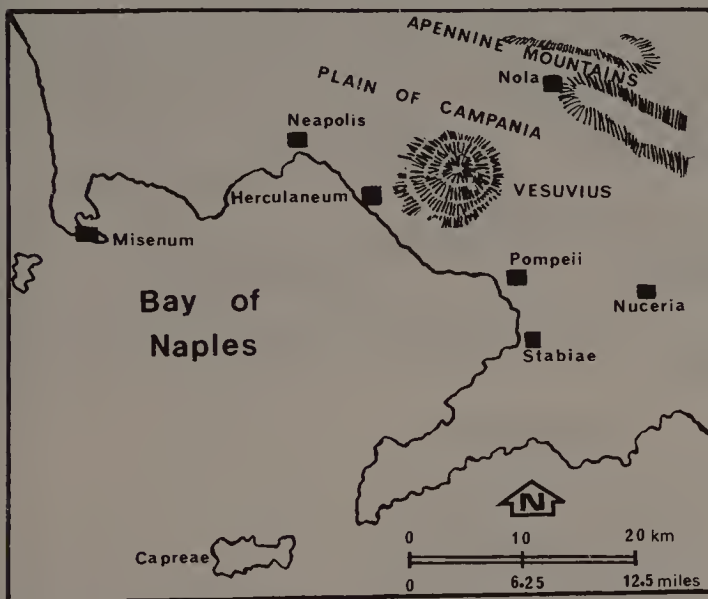 APENNINE MOUNTAINS
Nola
PLAIN OF CAMPANIA
Neapolis
Herculaneum
VESUVIUS
Misenum
Pompeii
Bay of
Naples
Nuceria
Stabiae
N
0 10 20 km
Capreae
0 6.25 12.5 miles